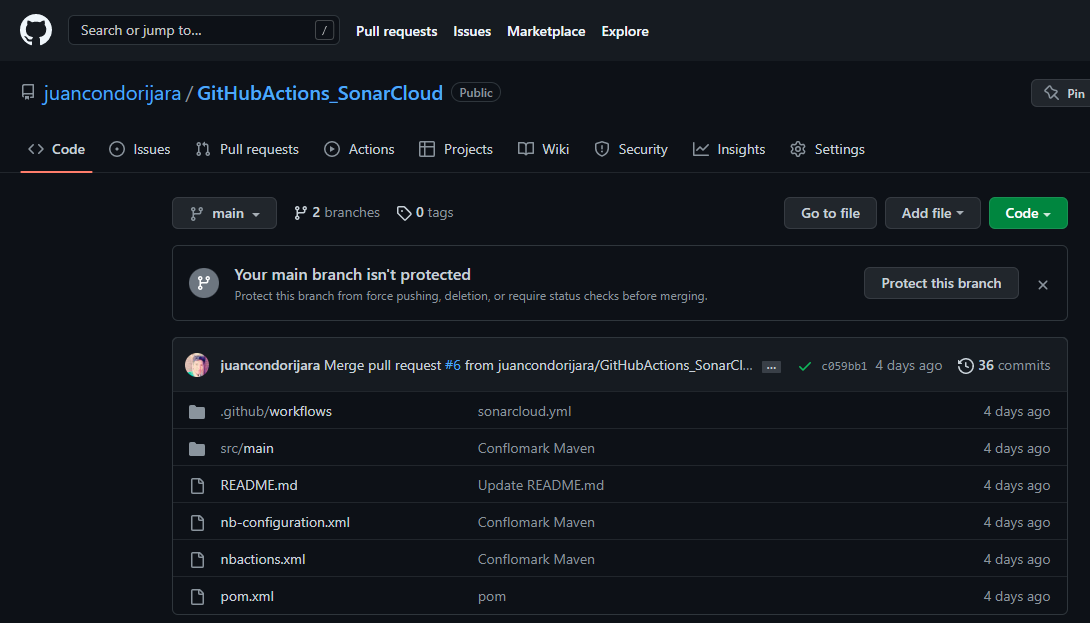 Search or jump to... / Pull requests Issues Marketplace Explore
juancondorijara / GitHubActions_SonarCloud Public Pin
Code Issues Pull requests Actions Projects Wiki Security Insights Settings
main 2 branches 0 tags Go to file Add file Code
Your main branch isn't protected
Protect this branch from force pushing, deletion, or require status checks before merging.
Protect this branch
juancondorijara Merge pull request #6 from juancondorijara/GitHubActions_SonarCl... ... c059bb1 4 days ago 36 commits
.github/workflows sonarcloud.yml 4 days ago
src/main Conflomark Maven 4 days ago
README.md Update README.md 4 days ago
nb-configuration.xml Conflomark Maven 4 days ago
nbactions.xml Conflomark Maven 4 days ago
pom.xml pom 4 days ago